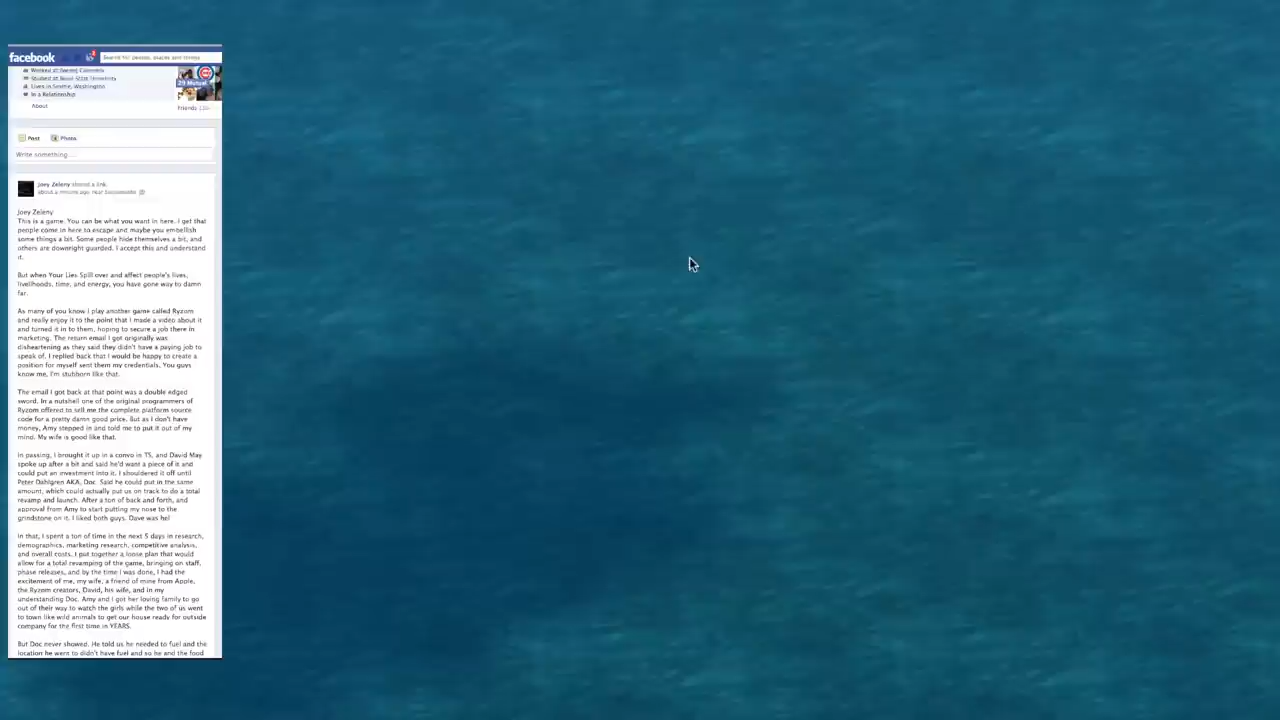 facebook
2
Search for people, places and things
Worked at
Studied at
Lives in Seattle, Washington
In a Relationship
29 Mutual
About
Friends
Post
Photo
Write something...
Joey Zeleny shared a link.
about a minute ago near Sacramento
Joey Zeleny
This is a game. You can be what you want in here. I get that
people come in here to escape and maybe you embellish
some things a bit. Some people hide themselves a bit, and
others are downright guarded. I accept this and understand
it.
But when Your Lies Spill over and affect people's lives,
livelihoods, time, and energy, you have gone way to damn
far.
As many of you know I play another game called Ryzom
and really enjoy it to the point that I made a video about it
and turned it in to them, hoping to secure a job there in
marketing. The return email I got originally was
disheartening as they said they didn't have a paying job to
speak of. I replied back that I would be happy to create a
position for myself sent them my credentials. You guys
know me, I'm stubborn like that.
The email I got back at that point was a double edged
sword. In a nutshell one of the original programmers of
Ryzom offered to sell me the complete platform source
code for a pretty damn good price. But as I don't have
money, Amy stepped in and told me to put it out of my
mind. My wife is good like that.
In passing, I brought it up in a convo in TS, and David May
spoke up after a bit and said he'd want a piece of it and
could put an investment into it. I shouldered it off until
Peter Dahlgren AKA, Doc. Said he could put in the same
amount, which could actually put us on track to do a total
revamp and launch. After a ton of back and forth, and
approval from Amy to start putting my nose to the
grindstone on it. I liked both guys. Dave was hel
In that, I spent a ton of time in the next 5 days in research,
demographics, marketing research, competitive analysis,
and overall costs. I put together a loose plan that would
allow for a total revamping of the game, bringing on staff,
phase releases, and by the time I was done, I had the
excitement of me, my wife, a friend of mine from Apple,
the Ryzom creators, David, his wife, and in my
understanding Doc. Amy and I got her loving family to go
out of their way to watch the girls while the two of us went
to town like wild animals to get our house ready for outside
company for the first time in YEARS.
But Doc never showed. He told us he needed to fuel and the
location he went to didn't have fuel and so he and the food